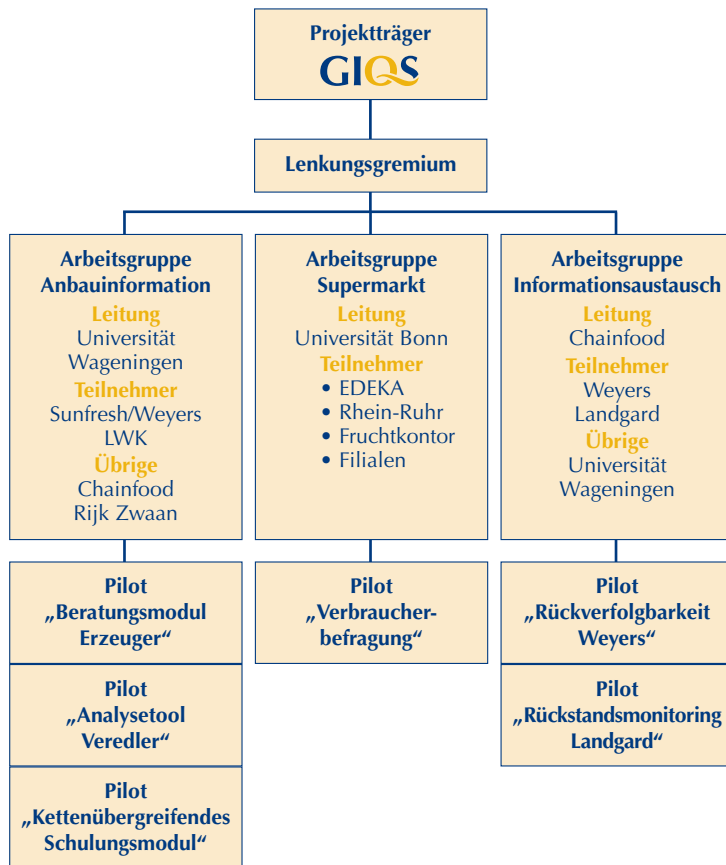 Projektträger
GIQS
Lenkungsgremium
Arbeitsgruppe
Anbauinformation
Leitung
Universität
Wageningen
Teilnehmer
Sunfresh/Weyers
LWK
Übrige
Chainfood
Rijk Zwaan
Arbeitsgruppe
Supermarkt
Leitung
Universität Bonn
Teilnehmer
• EDEKA
• Rhein-Ruhr
• Fruchtkontor
• Filialen
Arbeitsgruppe
Informationsaustausch
Leitung
Chainfood
Teilnehmer
Weyers
Landgard
Übrige
Universität
Wageningen
Pilot
„Beratungsmodul
Erzeuger“
Pilot
„Analysetool
Veredler“
Pilot
„Kettenübergreifendes
Schulungsmodul“
Pilot
„Verbraucher-
befragung“
Pilot
„Rückverfolgbarkeit
Weyers“
Pilot
„Rückstandsmonitoring
Landgard“